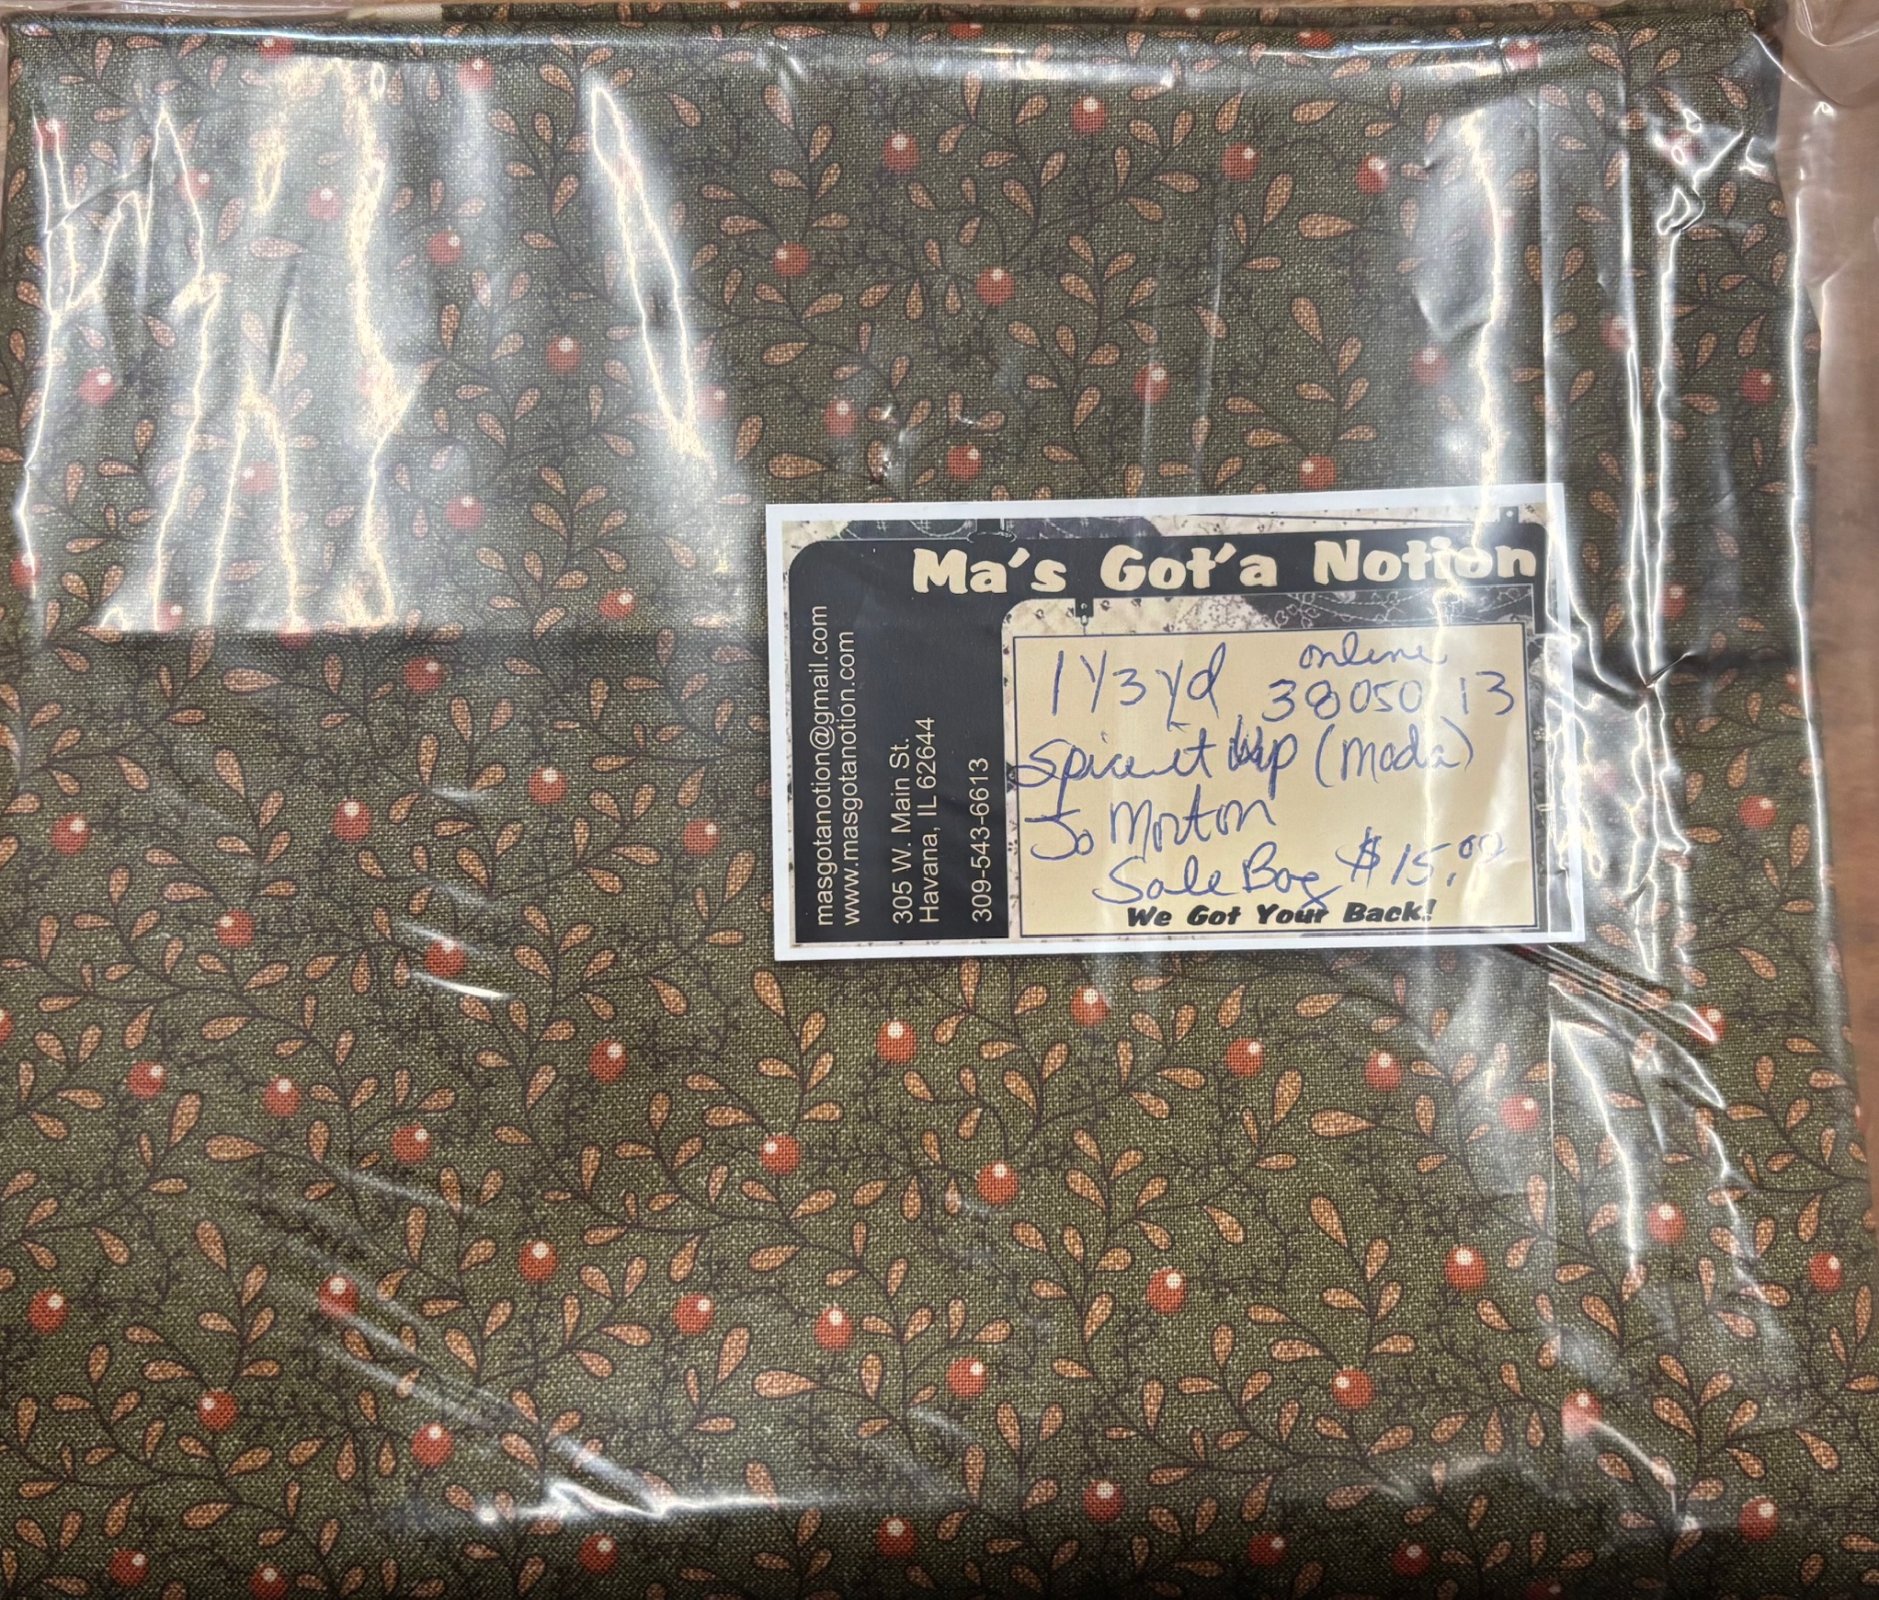 Ma's Got'a Notion
masgotanotion@gmail.com
www.masgotanotion.com
305 W. Main St.
Havana, IL 62644
309-543-6613
online
1 1/3 yd 38050 13
Spice it Up (Moda)
Jo Morton
Sale Bag $15.00
We Got Your Back!